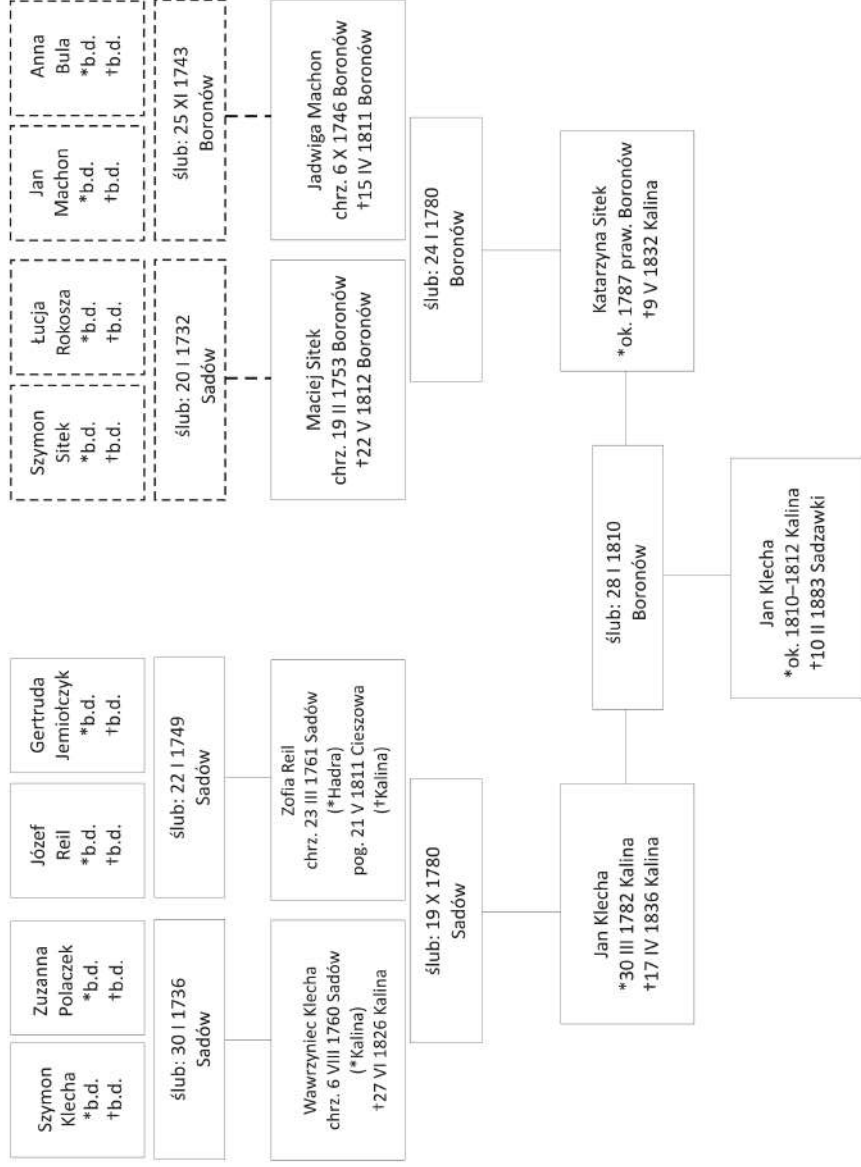 Szymon
Klecha
*b.d.
†b.d.
Zuzanna
Polaczek
*b.d.
†b.d.
Józef
Reil
*b.d.
†b.d.
Gertruda
Jemiołczyk
*b.d.
†b.d.
Szymon
Sitek
*b.d.
†b.d.
Łucja
Rokosza
*b.d.
†b.d.
Jan
Machon
*b.d.
†b.d.
Anna
Bula
*b.d.
†b.d.
ślub: 30 I 1736
Sadów
ślub: 22 I 1749
Sadów
ślub: 20 I 1732
Sadów
ślub: 25 XI 1743
Boronów
Wawrzyniec Klecha
chrz. 6 VIII 1760 Sadów
(*Kalina)
†27 VI 1826 Kalina
Zofia Reil
chrz. 23 III 1761 Sadów
(*Hadra)
pog. 21 V 1811 Cieszowa
(†Kalina)
Maciej Sitek
chrz. 19 II 1753 Boronów
†22 V 1812 Boronów
Jadwiga Machon
chrz. 6 X 1746 Boronów
†15 IV 1811 Boronów
ślub: 19 X 1780
Sadów
ślub: 24 I 1780
Boronów
Jan Klecha
*30 III 1782 Kalina
†17 IV 1836 Kalina
Katarzyna Sitek
*ok. 1787 praw. Boronów
†9 V 1832 Kalina
ślub: 28 I 1810
Boronów
Jan Klecha
*ok. 1810–1812 Kalina
†10 II 1883 Sadzawki